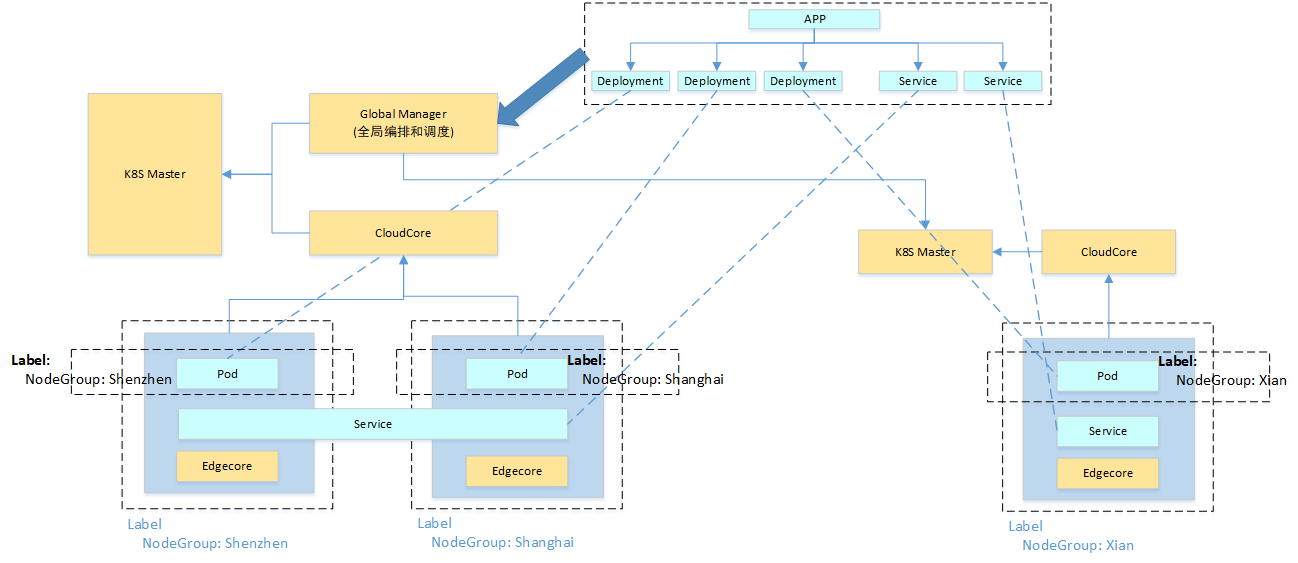 APP
Deployment
Deployment
Deployment
Service
Service
Global Manager
(全局编排和调度)
K8S Master
CloudCore
K8S Master
CloudCore
Label:
NodeGroup: Shenzhen
Pod
Pod
Label:
NodeGroup: Shanghai
Pod
Label:
NodeGroup: Xian
Service
Service
Edgecore
Edgecore
Edgecore
Label
NodeGroup: Shenzhen
Label
NodeGroup: Shanghai
Label
NodeGroup: Xian